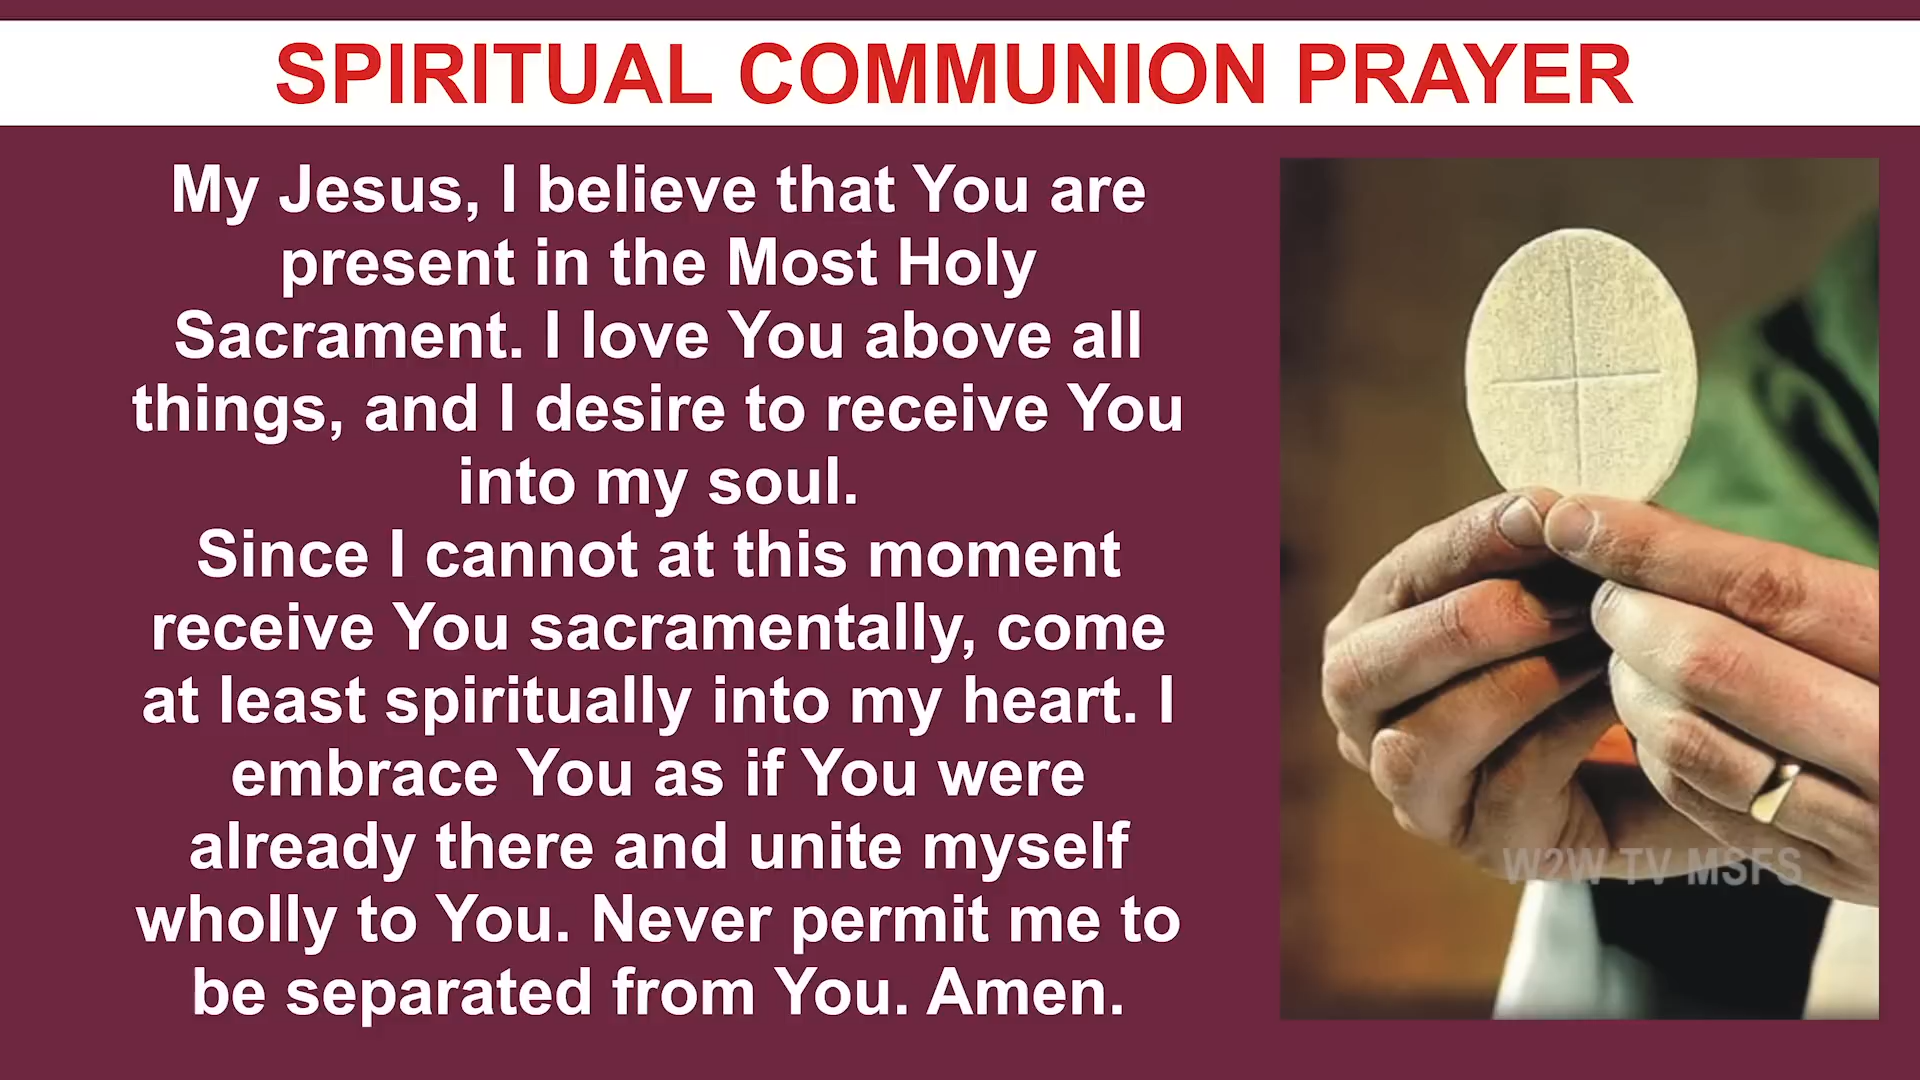 SPIRITUAL COMMUNION PRAYER
My Jesus, I believe that You are
present in the Most Holy
Sacrament. I love You above all
things, and I desire to receive You
into my soul.
Since I cannot at this moment
receive You sacramentally, come
at least spiritually into my heart. I
embrace You as if You were
already there and unite myself
wholly to You. Never permit me to
be separated from You. Amen.
W2W TV MSFS